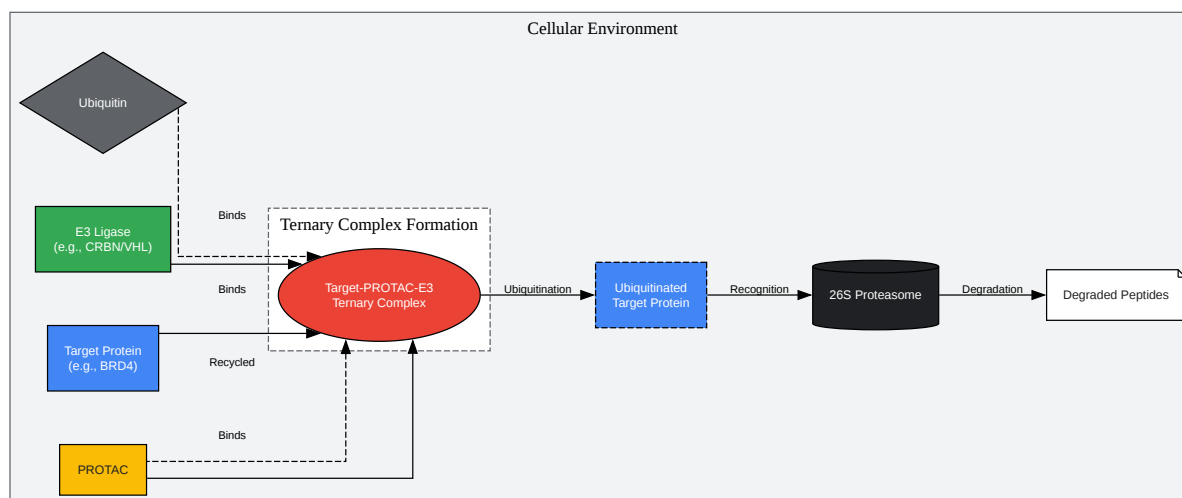 Cellular Environment
Ubiquitin
Binds
E3 Ligase
(e.g., CRBN/VHL)
Ternary Complex Formation
Binds
Target-PROTAC-E3
Ternary Complex
Ubiquitination
Ubiquitinated
Target Protein
Recognition
26S Proteasome
Degradation
Degraded Peptides
Target Protein
(e.g., BRD4)
Recycled
Binds
PROTAC